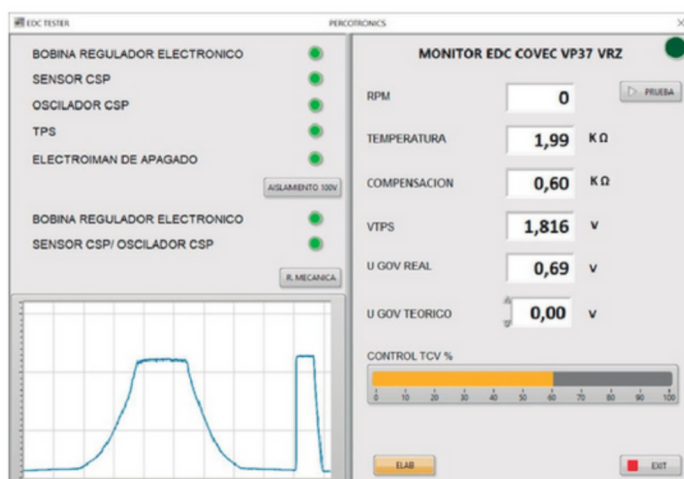 EDC TESTER
PERCOTRONICS
BOBINA REGULADOR ELECTRONICO
SENSOR CSP
OSCILADOR CSP
TPS
ELECTROIMAN DE APAGADO
AISLAMIENTO 100V
BOBINA REGULADOR ELECTRONICO
SENSOR CSP/ OSCILADOR CSP
R. MECANICA
MONITOR EDC COVEC VP37 VRZ
RPM 0
PRUEBA
TEMPERATURA 1,99 K Ω
COMPENSACION 0,60 K Ω
VTPS 1,816 V
U GOV REAL 0,69 V
U GOV TEORICO 0,00 V
CONTROL TCV %
0 10 20 30 40 50 60 70 80 90 100
ELAB
EXIT